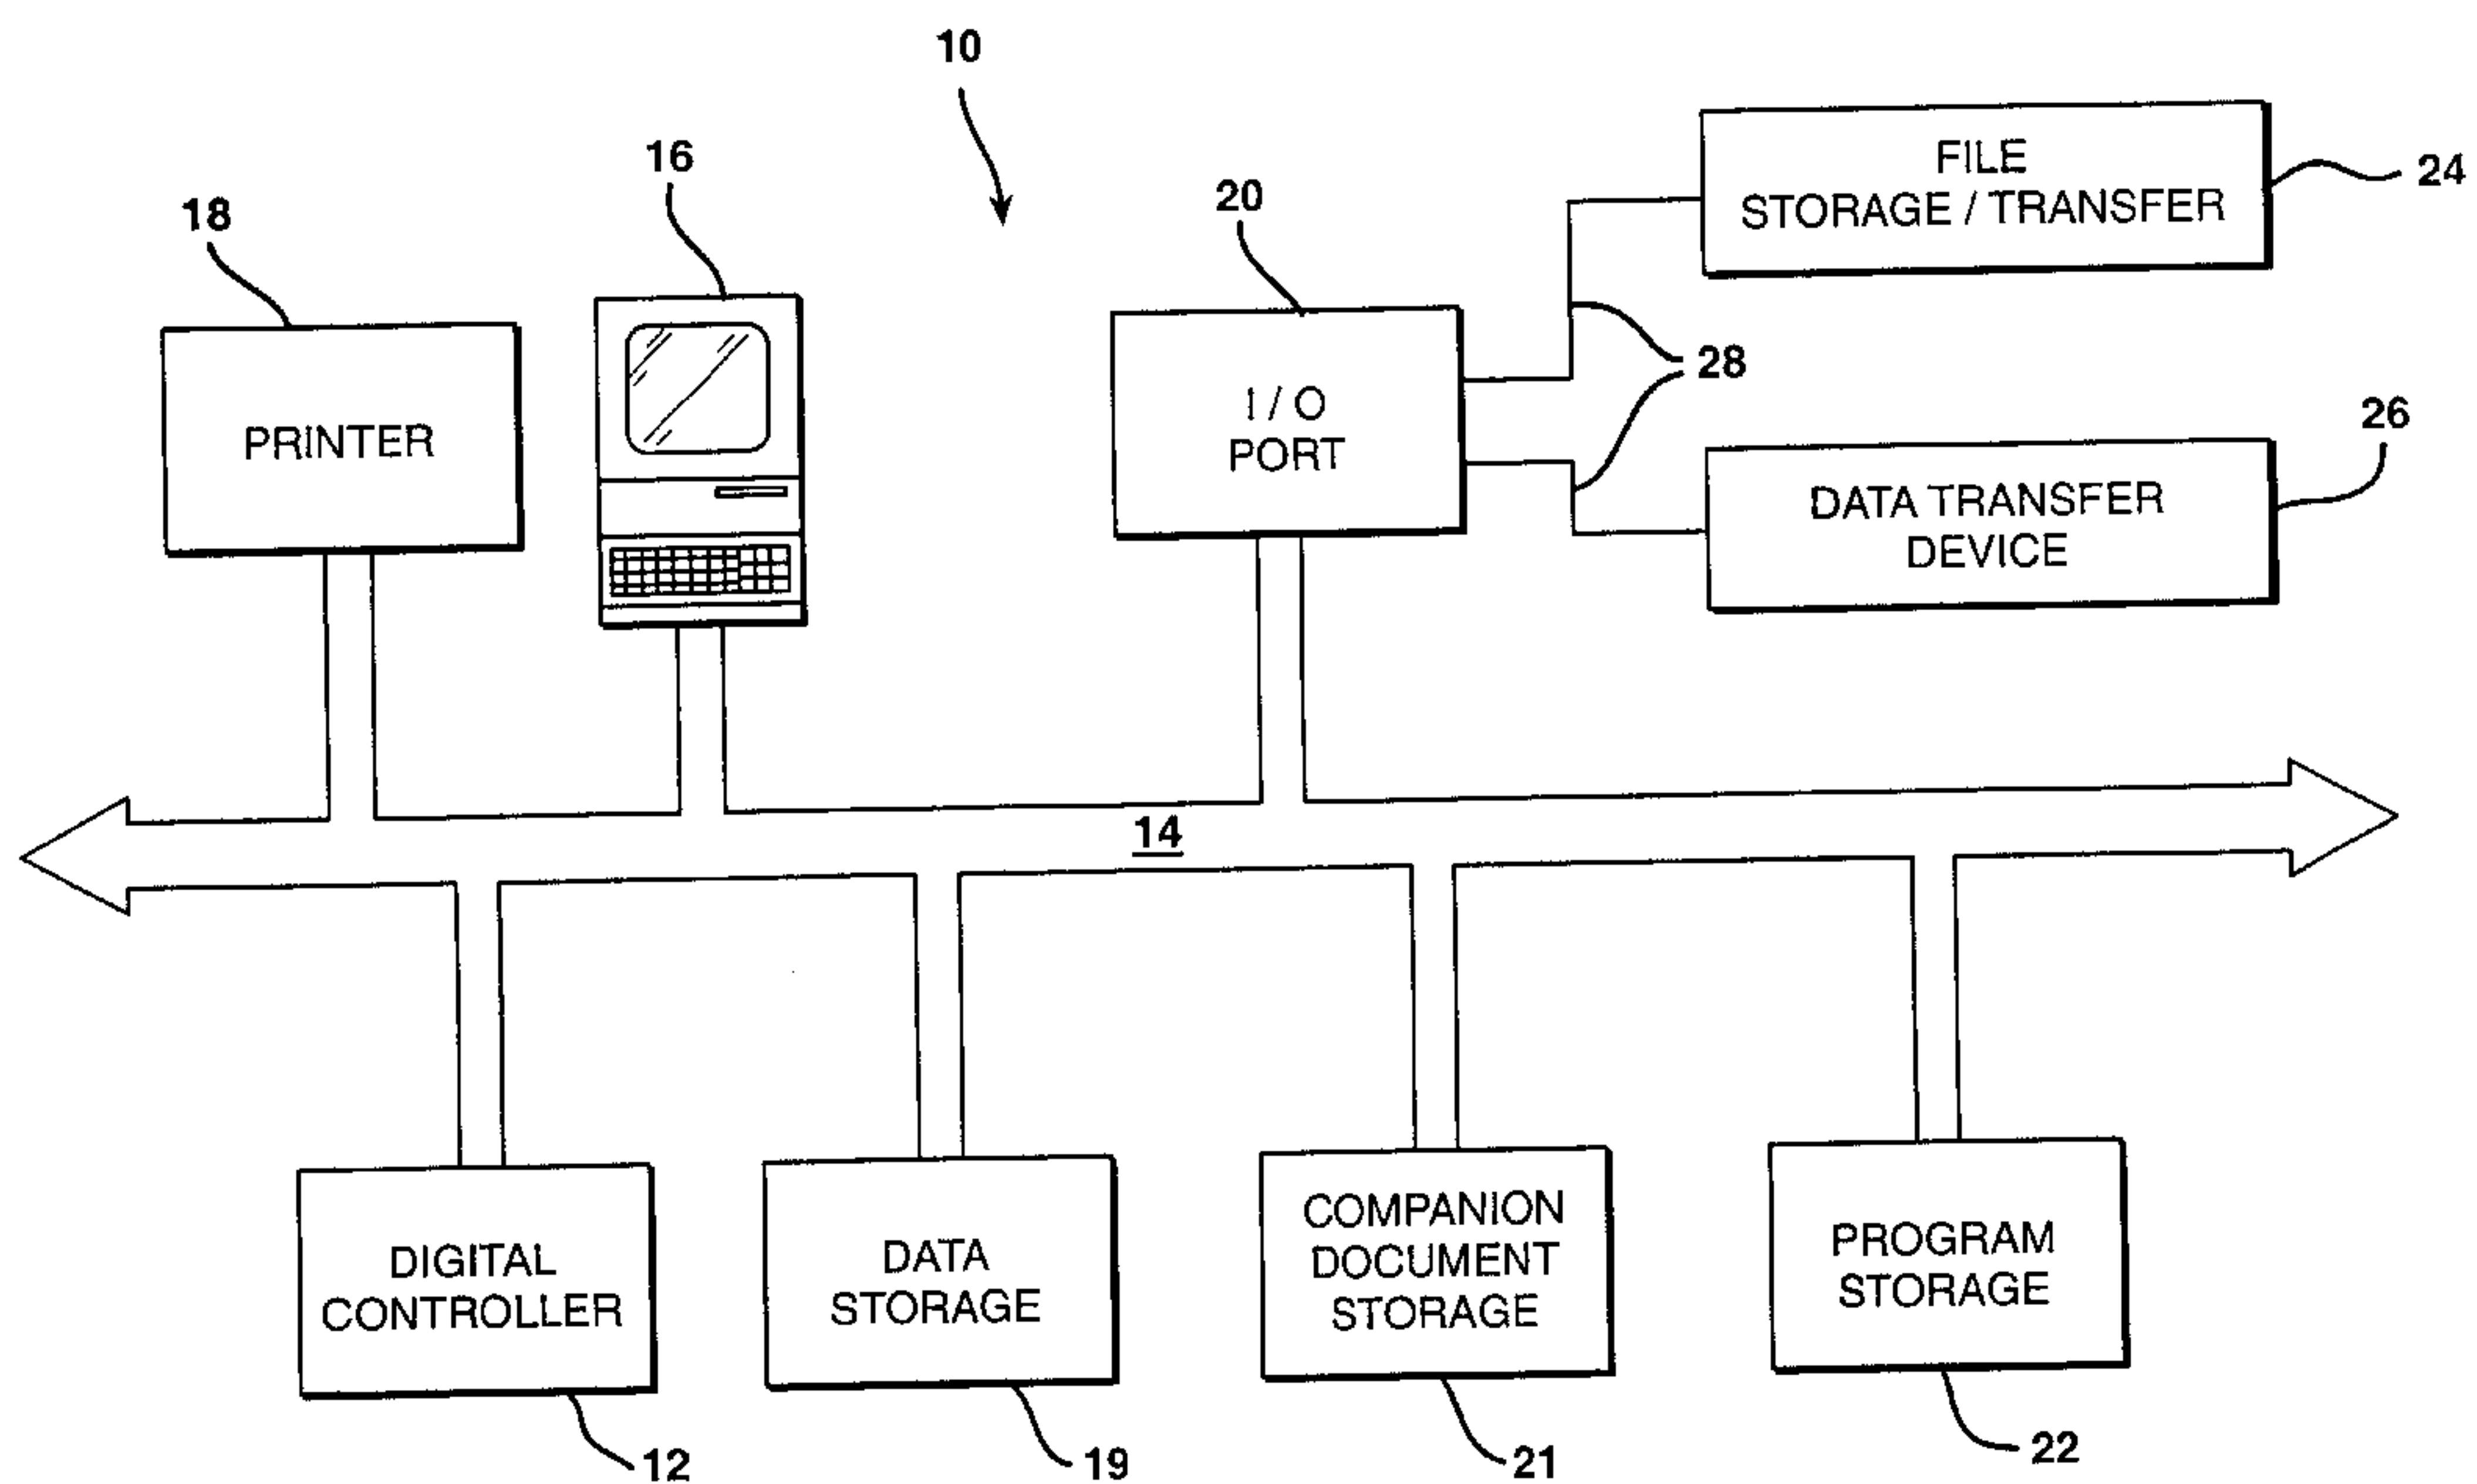 10
16
18
20
FILE
STORAGE / TRANSFER
24
28
I / O
PORT
PRINTER
26
DATA TRANSFER
DEVICE
14
DIGITAL
CONTROLLER
DATA
STORAGE
COMPANION
DOCUMENT
STORAGE
PROGRAM
STORAGE
12
19
21
22